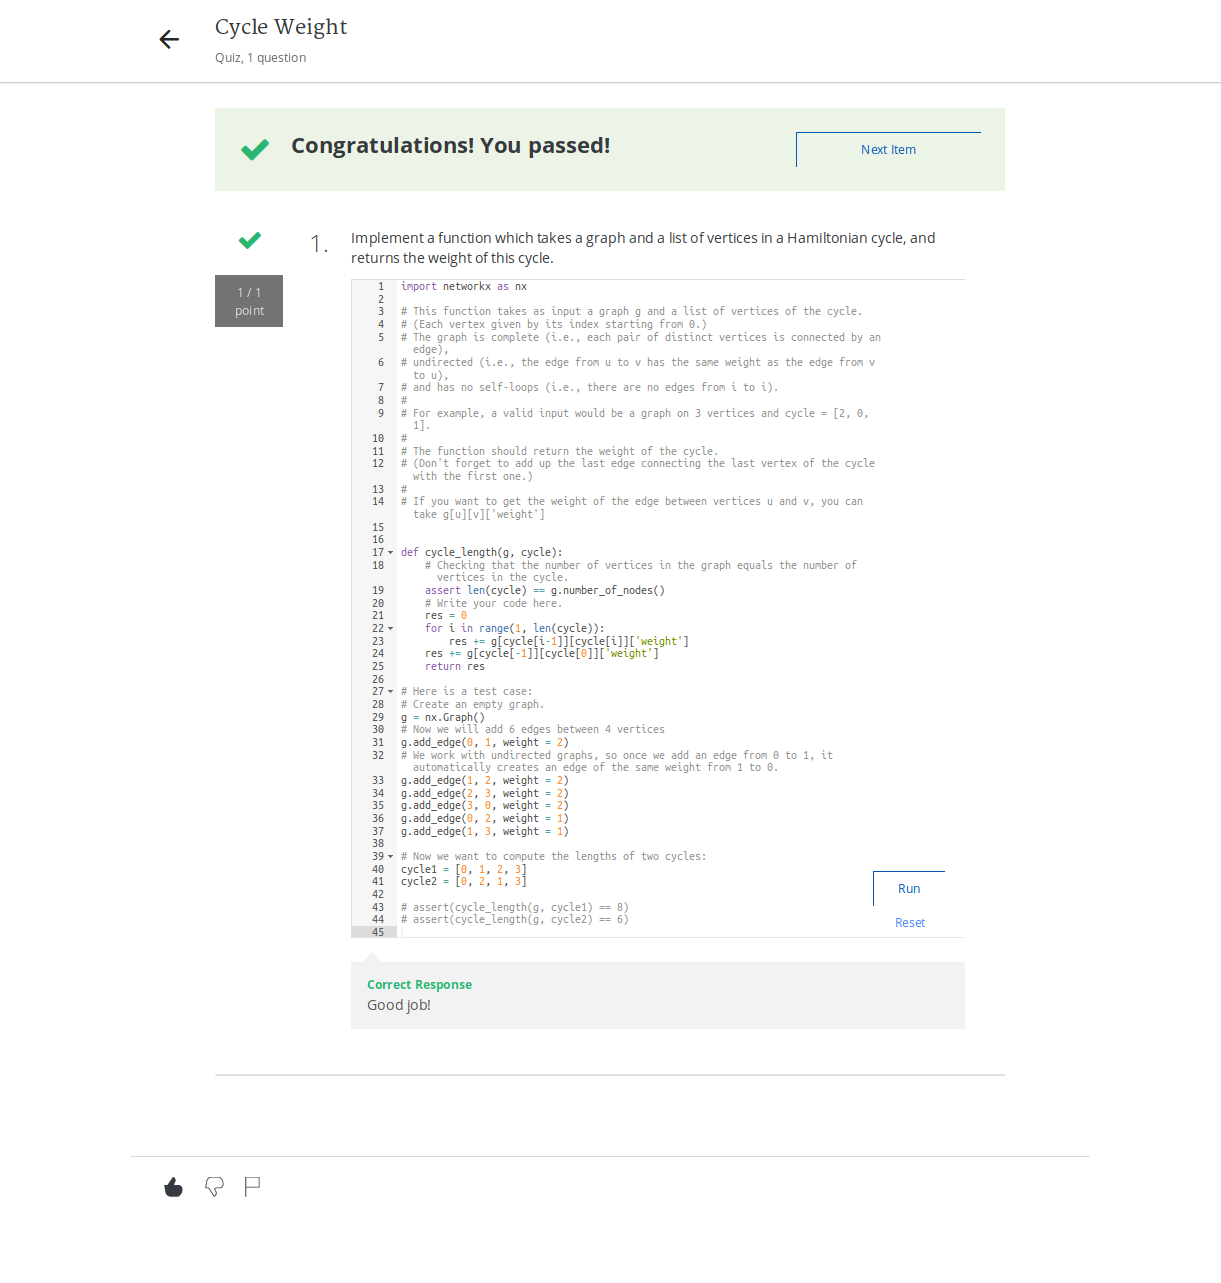 Cycle Weight
Quiz, 1 question
Congratulations! You passed!
Next Item
1 / 1
point
1.
Implement a function which takes a graph and a list of vertices in a Hamiltonian cycle, and
returns the weight of this cycle.
1 import networkx as nx
2
3 # This function takes as input a graph g and a list of vertices of the cycle.
4 # (Each vertex given by its index starting from 0.)
5 # The graph is complete (i.e., each pair of distinct vertices is connected by an
edge),
6 # undirected (i.e., the edge from u to v has the same weight as the edge from v
to u),
7 # and has no self-loops (i.e., there are no edges from i to i).
8 #
9 # For example, a valid input would be a graph on 3 vertices and cycle = [2, 0,
1].
10 #
11 # The function should return the weight of the cycle.
12 # (Don't forget to add up the last edge connecting the last vertex of the cycle
with the first one.)
13 #
14 # If you want to get the weight of the edge between vertices u and v, you can
take g[u][v]['weight']
15
16
17 def cycle_length(g, cycle):
18 # Checking that the number of vertices in the graph equals the number of
vertices in the cycle.
19 assert len(cycle) == g.number_of_nodes()
20 # Write your code here.
21 res = 0
22 for i in range(1, len(cycle)):
23 res += g[cycle[i-1]][cycle[i]]['weight']
24 res += g[cycle[-1]][cycle[0]]['weight']
25 return res
26
27 # Here is a test case:
28 # Create an empty graph.
29 g = nx.Graph()
30 # Now we will add 6 edges between 4 vertices
31 g.add_edge(0, 1, weight = 2)
32 # We work with undirected graphs, so once we add an edge from 0 to 1, it
automatically creates an edge of the same weight from 1 to 0.
33 g.add_edge(1, 2, weight = 2)
34 g.add_edge(2, 3, weight = 2)
35 g.add_edge(3, 0, weight = 2)
36 g.add_edge(0, 2, weight = 1)
37 g.add_edge(1, 3, weight = 1)
38
39 # Now we want to compute the lengths of two cycles:
40 cycle1 = [0, 1, 2, 3]
41 cycle2 = [0, 2, 1, 3]
42
43 # assert(cycle_length(g, cycle1) == 8)
44 # assert(cycle_length(g, cycle2) == 6)
45
Run
Reset
Correct Response
Good job!